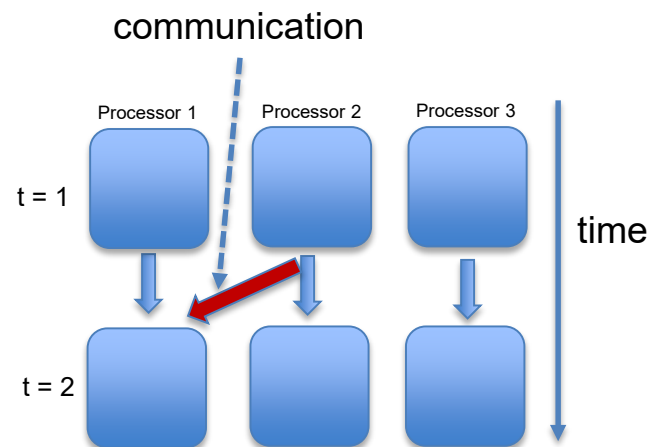 communication
Processor 1
Processor 2
Processor 3
t = 1
time
t = 2